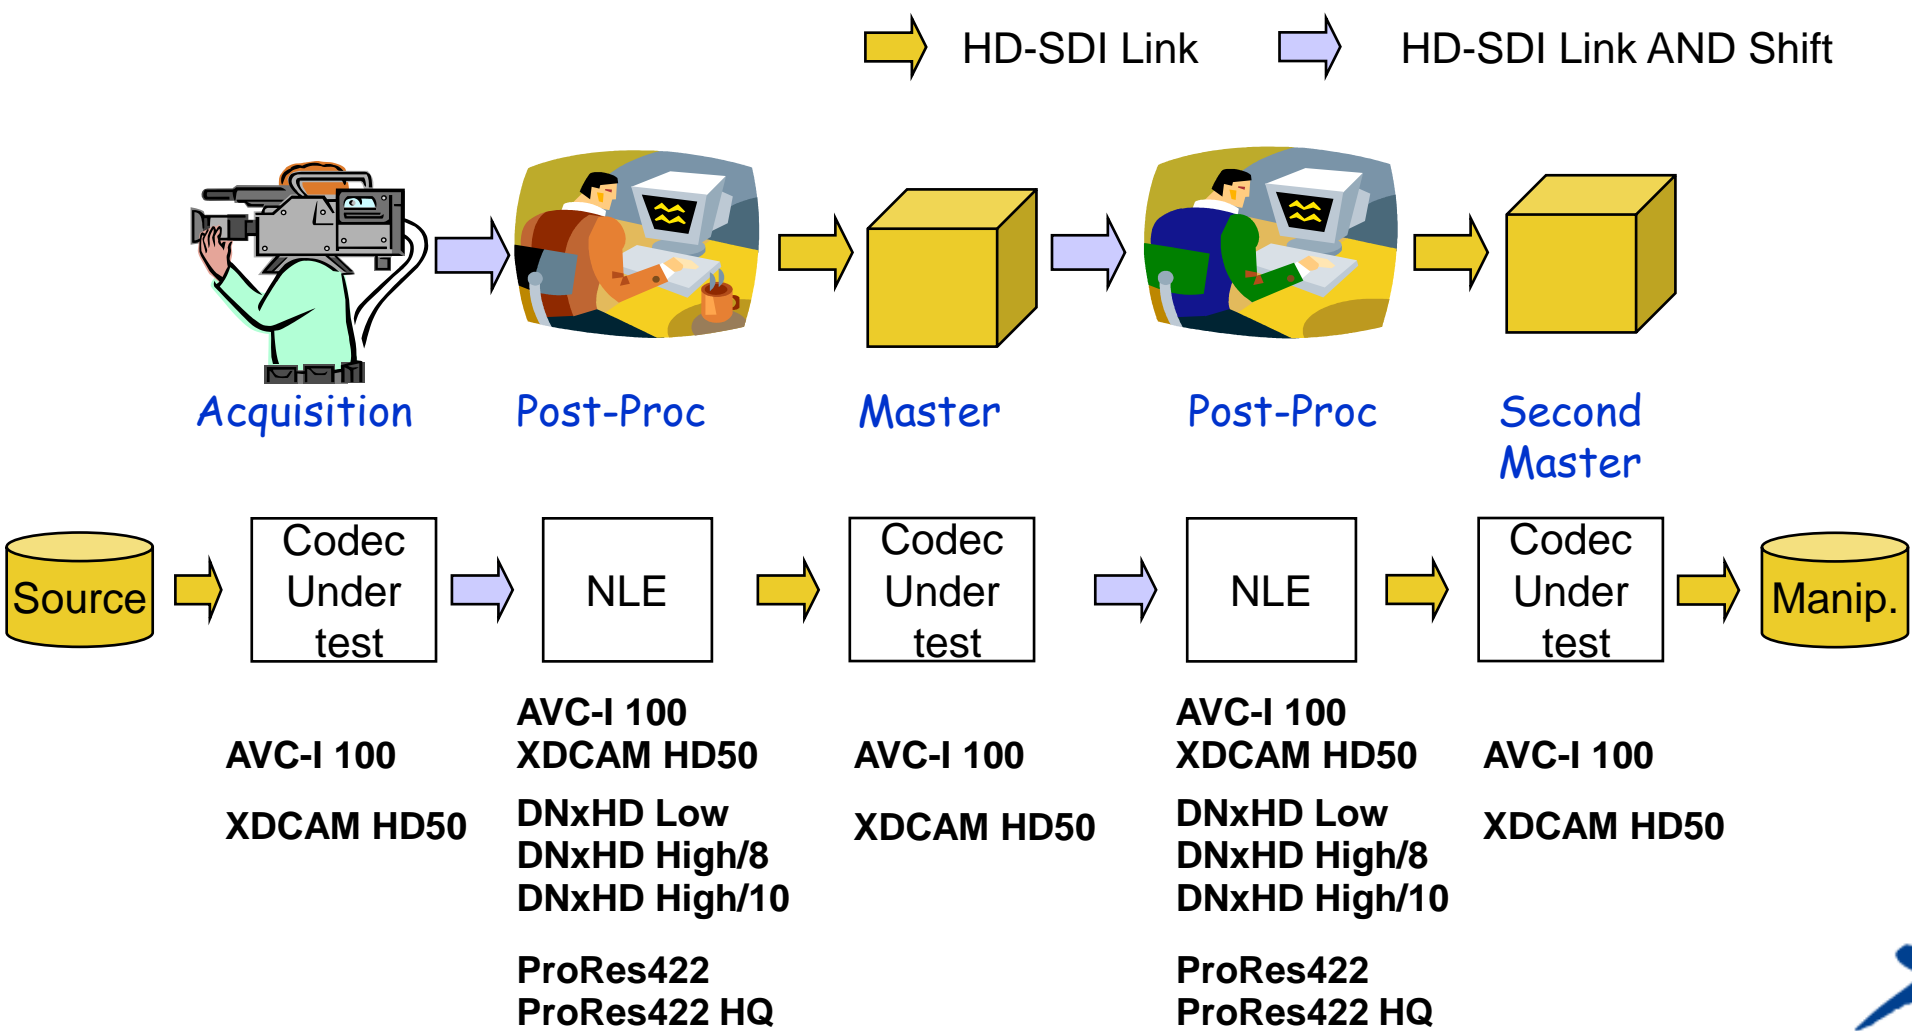 HD-SDI Link
HD-SDI Link AND Shift
Acquisition
Post-Proc
Master
Post-Proc
Second
Master
Source
Codec
Under
test
NLE
Codec
Under
test
NLE
Codec
Under
test
Manip.
AVC-I 100
XDCAM HD50
AVC-I 100
XDCAM HD50
DNxHD Low
DNxHD High/8
DNxHD High/10
ProRes422
ProRes422 HQ
AVC-I 100
XDCAM HD50
AVC-I 100
XDCAM HD50
DNxHD Low
DNxHD High/8
DNxHD High/10
ProRes422
ProRes422 HQ
AVC-I 100
XDCAM HD50